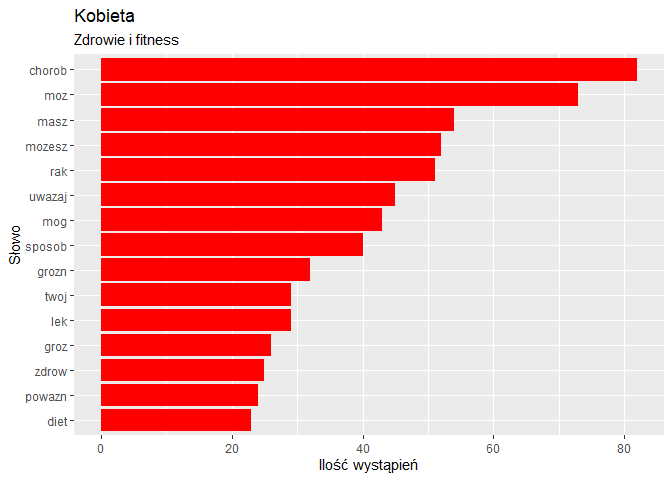 Kobieta
Zdrowie i fitness
Słowo
chorob
moz
masz
mozesz
rak
uwazaj
mog
sposob
grozn
twoj
lek
groz
zdrow
powazn
diet
0 20 40 60 80
Ilość wystąpień